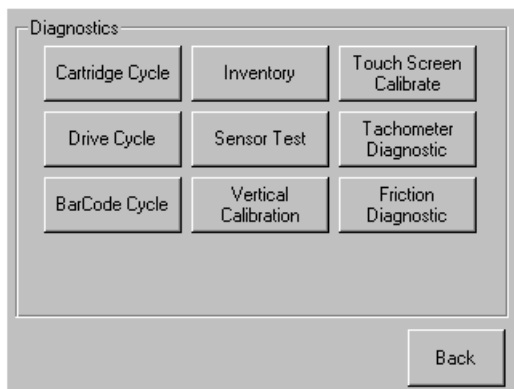 Diagnostics
Cartridge Cycle
Inventory
Touch Screen
Calibrate
Drive Cycle
Sensor Test
Tachometer
Diagnostic
BarCode Cycle
Vertical
Calibration
Friction
Diagnostic
Back